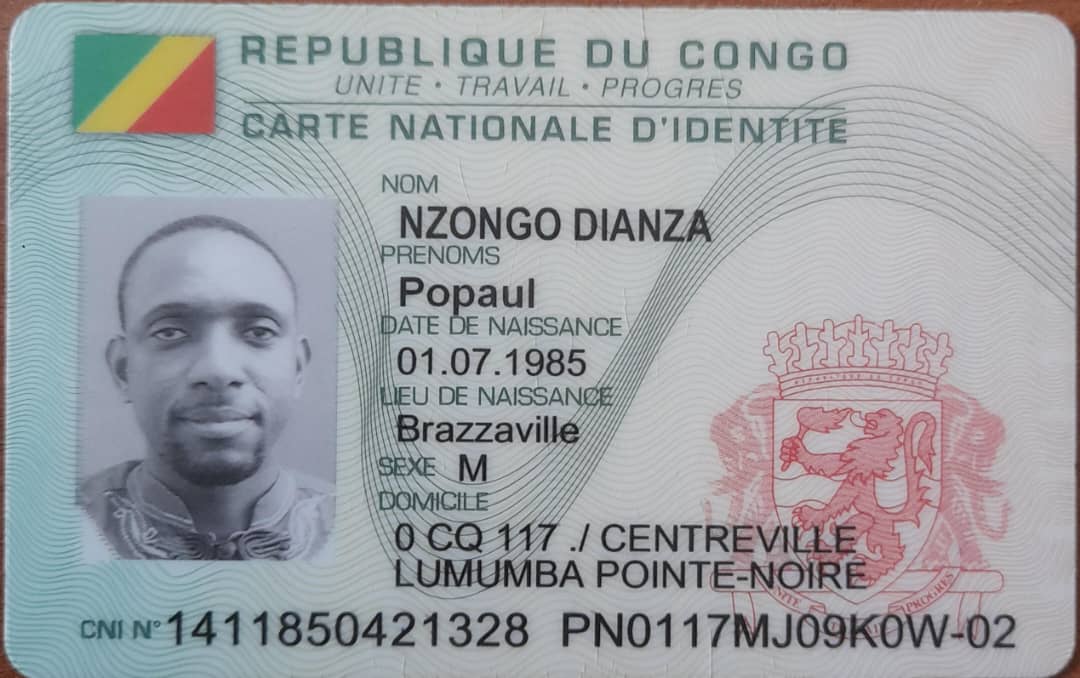 REPUBLIQUE DU CONGO
UNITE • TRAVAIL • PROGRES
CARTE NATIONALE D'IDENTITE
NOM
NZONGO DIANZA
PRENOMS
Popaul
DATE DE NAISSANCE
01.07.1985
LIEU DE NAISSANCE
Brazzaville
SEXE M
DOMICILE
0 CQ 117 ./ CENTREVILLE
LUMUMBA POINTE-NOIRE
UNITE PROGRES
CNI N° 1411850421328 PN0117MJ09K0W-02